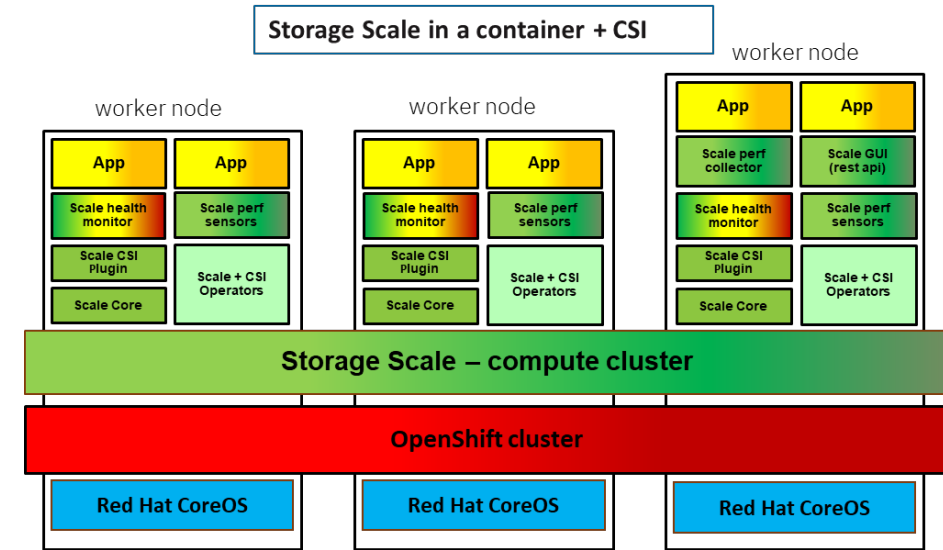 Storage Scale in a container + CSI
worker node
App
App
Scale health
monitor
Scale perf
sensors
Scale CSI
Plugin
Scale + CSI
Operators
Scale Core
worker node
App
App
Scale health
monitor
Scale perf
sensors
Scale CSI
Plugin
Scale + CSI
Operators
Scale Core
worker node
App
App
Scale perf
collector
Scale GUI
(rest api)
Scale health
monitor
Scale perf
sensors
Scale CSI
Plugin
Scale + CSI
Operators
Scale Core
Storage Scale – compute cluster
OpenShift cluster
Red Hat CoreOS
Red Hat CoreOS
Red Hat CoreOS